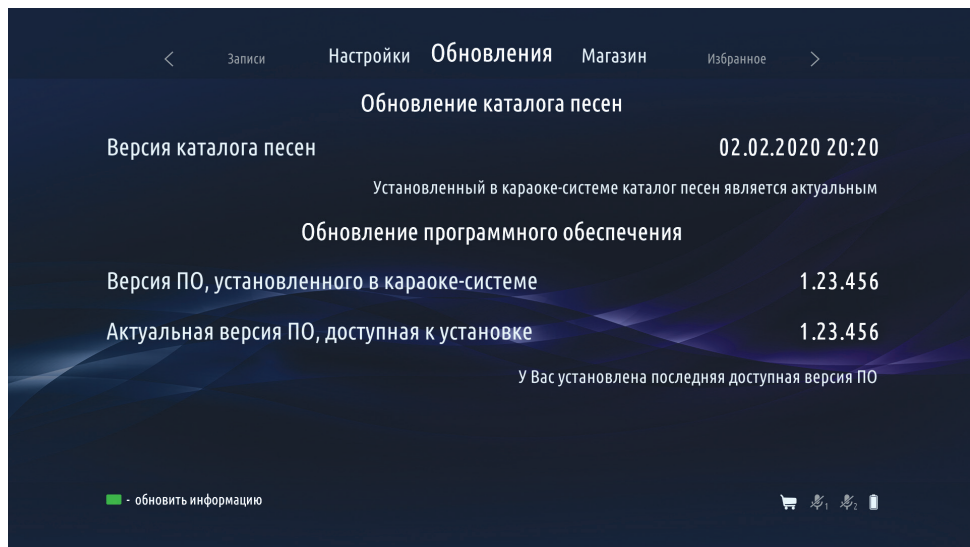 Записи Настройки Обновления Магазин Избранное
Обновление каталога песен
Версия каталога песен 02.02.2020 20:20
Установленный в караоке-системе каталог песен является актуальным
Обновление программного обеспечения
Версия ПО, установленного в караоке-системе 1.23.456
Актуальная версия ПО, доступная к установке 1.23.456
У Вас установлена последняя доступная версия ПО
- обновить информацию 1 2